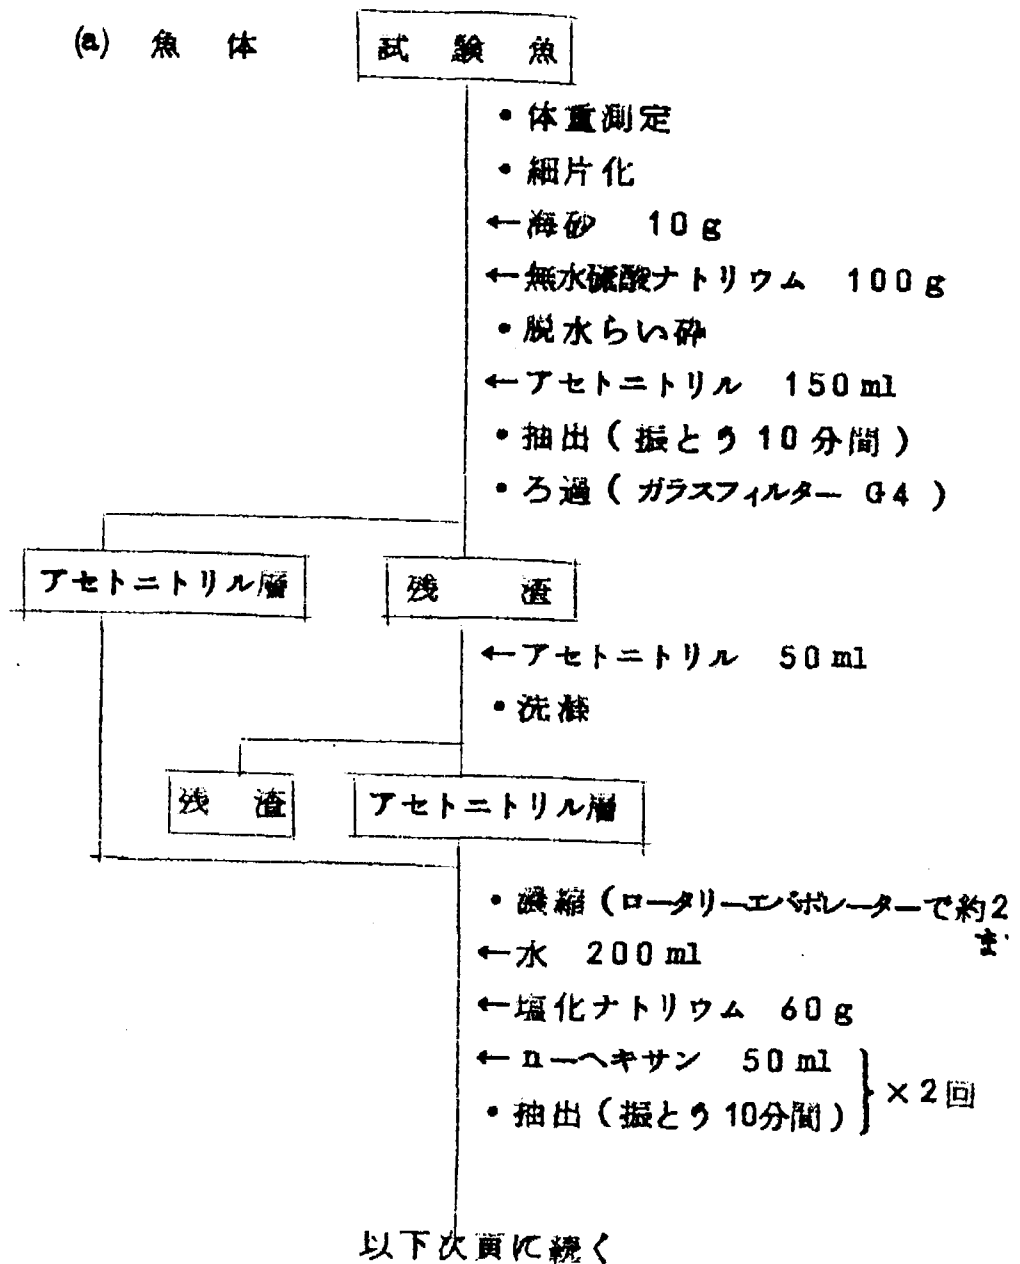 (a) 魚体
試験魚
・体重測定
・細片化
←海砂 10g
←無水硫酸ナトリウム 100g
・脱水らい砕
←アセトニトリル 150ml
・抽出(振とう10分間)
・ろ過(ガラスフィルター G4)
アセトニトリル層 残渣
←アセトニトリル 50ml
・洗滌
残渣 アセトニトリル層
・濃縮(ロータリーエバポレーターで約2
ま
←水 200ml
←塩化ナトリウム 60g
←n-ヘキサン 50ml
・抽出(振とう10分間) ×2回
以下次頁に続く